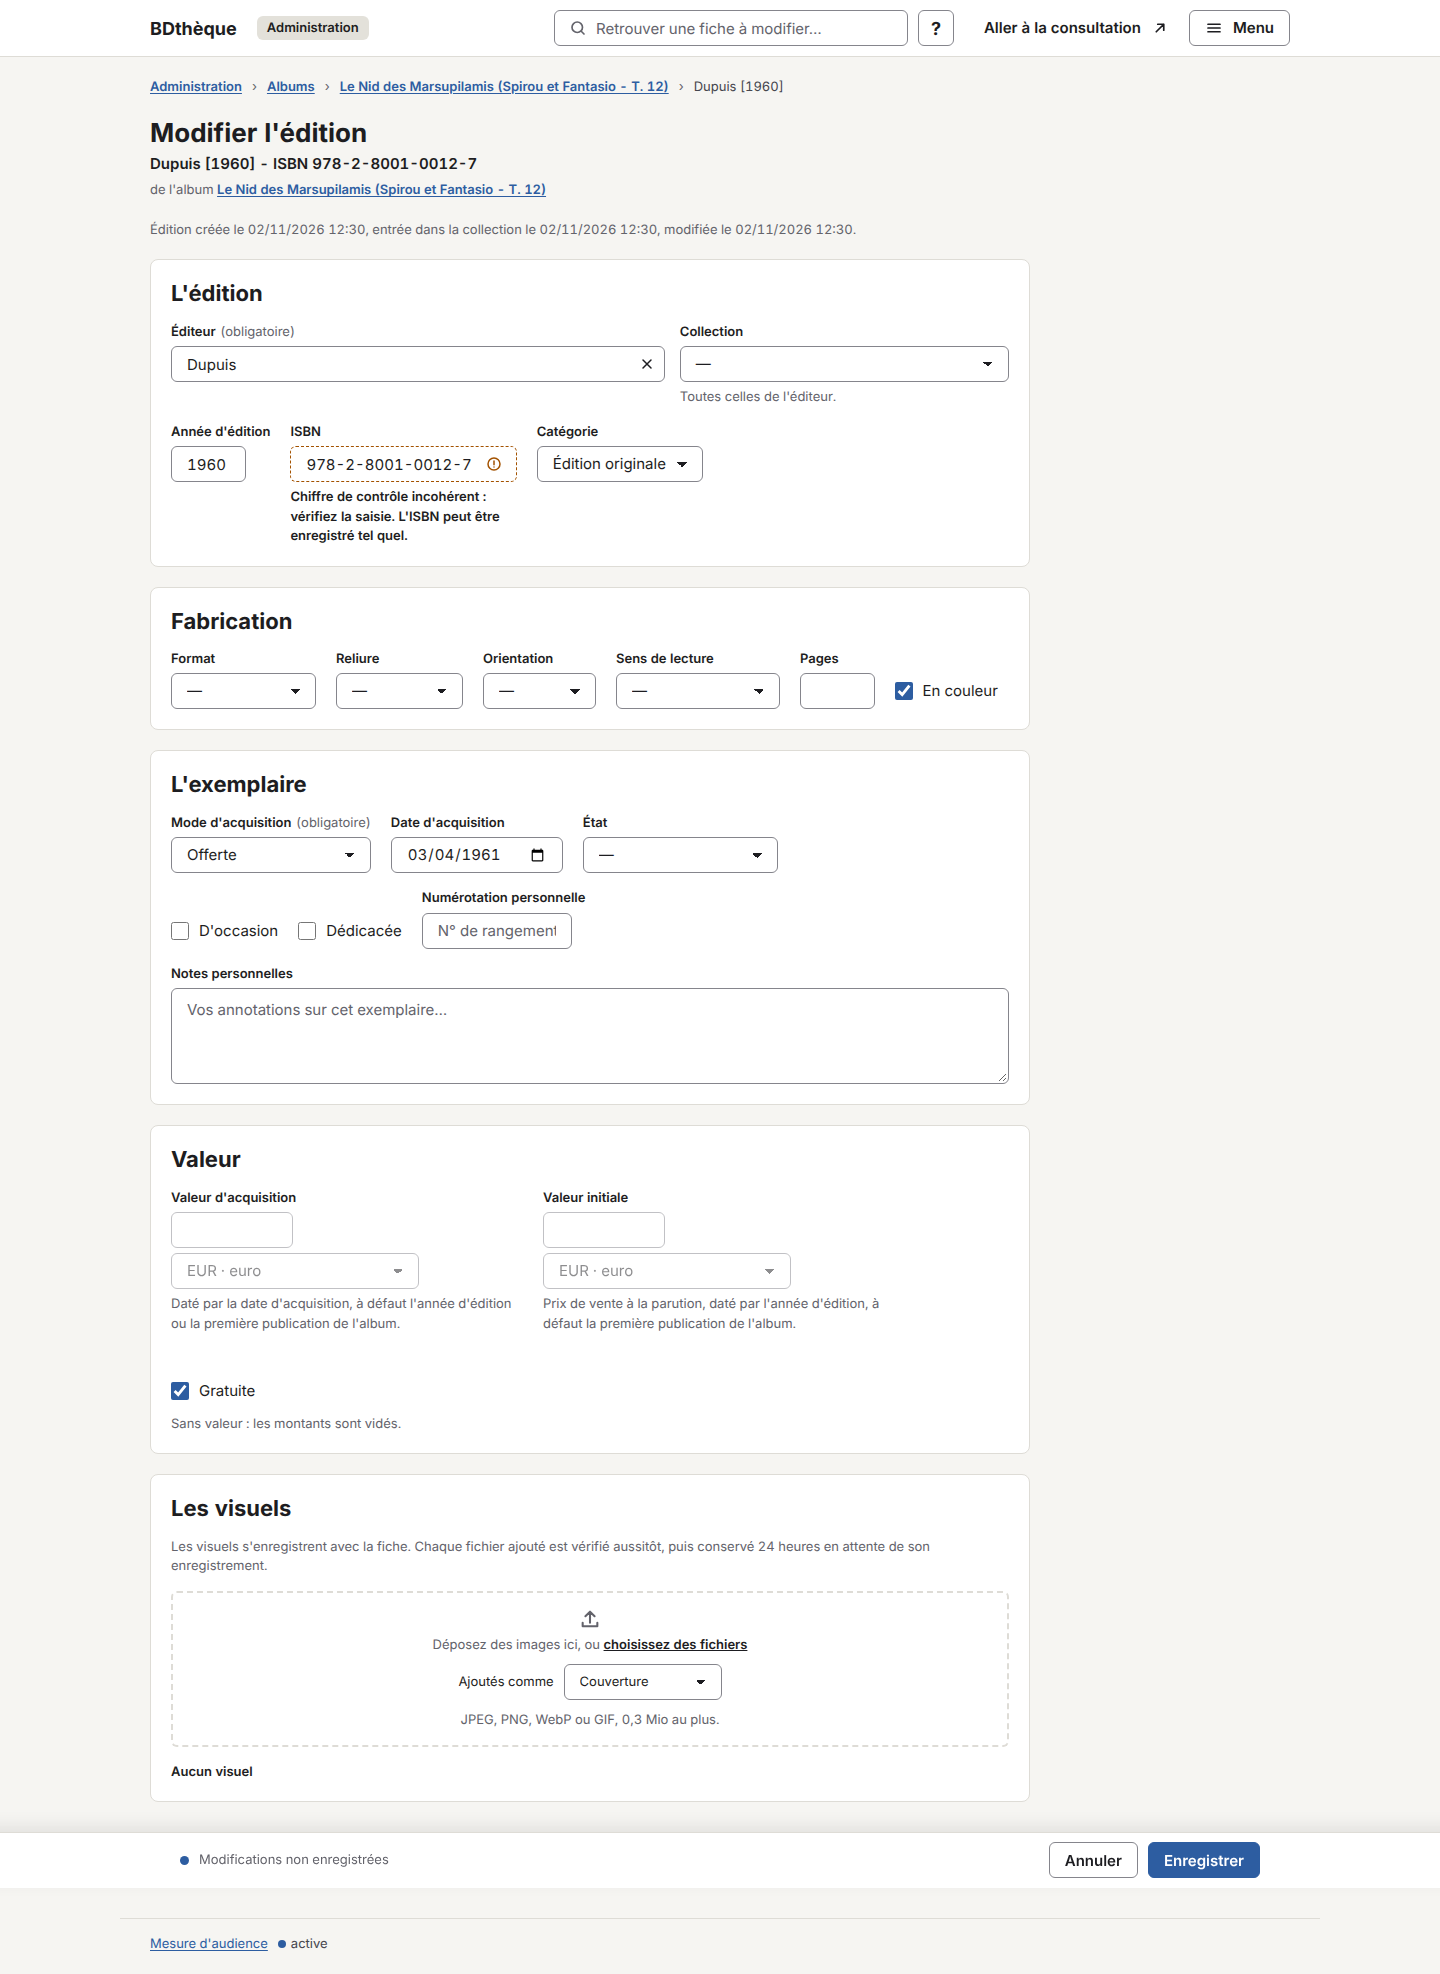 BDthèque
Administration
Retrouver une fiche à modifier...
?
Aller à la consultation
Menu
Administration › Albums › Le Nid des Marsupilamis (Spirou et Fantasio - T. 12) › Dupuis [1960]
Modifier l'édition
Dupuis [1960] - ISBN 978-2-8001-0012-7
de l'album Le Nid des Marsupilamis (Spirou et Fantasio - T. 12)
Édition créée le 02/11/2026 12:30, entrée dans la collection le 02/11/2026 12:30, modifiée le 02/11/2026 12:30.
L'édition
Éditeur (obligatoire)
Collection
Dupuis
—
Toutes celles de l'éditeur.
Année d'édition
ISBN
Catégorie
1960
978-2-8001-0012-7
Édition originale
Chiffre de contrôle incohérent :
vérifiez la saisie. L'ISBN peut être
enregistré tel quel.
Fabrication
Format
Reliure
Orientation
Sens de lecture
Pages
—
—
—
—
En couleur
L'exemplaire
Mode d'acquisition (obligatoire)
Date d'acquisition
État
Offerte
03/04/1961
—
Numérotation personnelle
D'occasion
Dédicacée
N° de rangement
Notes personnelles
Vos annotations sur cet exemplaire...
Valeur
Valeur d'acquisition
Valeur initiale
EUR · euro
EUR · euro
Daté par la date d'acquisition, à défaut l'année d'édition
ou la première publication de l'album.
Prix de vente à la parution, daté par l'année d'édition, à
défaut la première publication de l'album.
Gratuite
Sans valeur : les montants sont vidés.
Les visuels
Les visuels s'enregistrent avec la fiche. Chaque fichier ajouté est vérifié aussitôt, puis conservé 24 heures en attente de son
enregistrement.
Déposez des images ici, ou choisissez des fichiers
Ajoutés comme
Couverture
JPEG, PNG, WebP ou GIF, 0,3 Mio au plus.
Aucun visuel
Modifications non enregistrées
Annuler
Enregistrer
Mesure d'audience
active